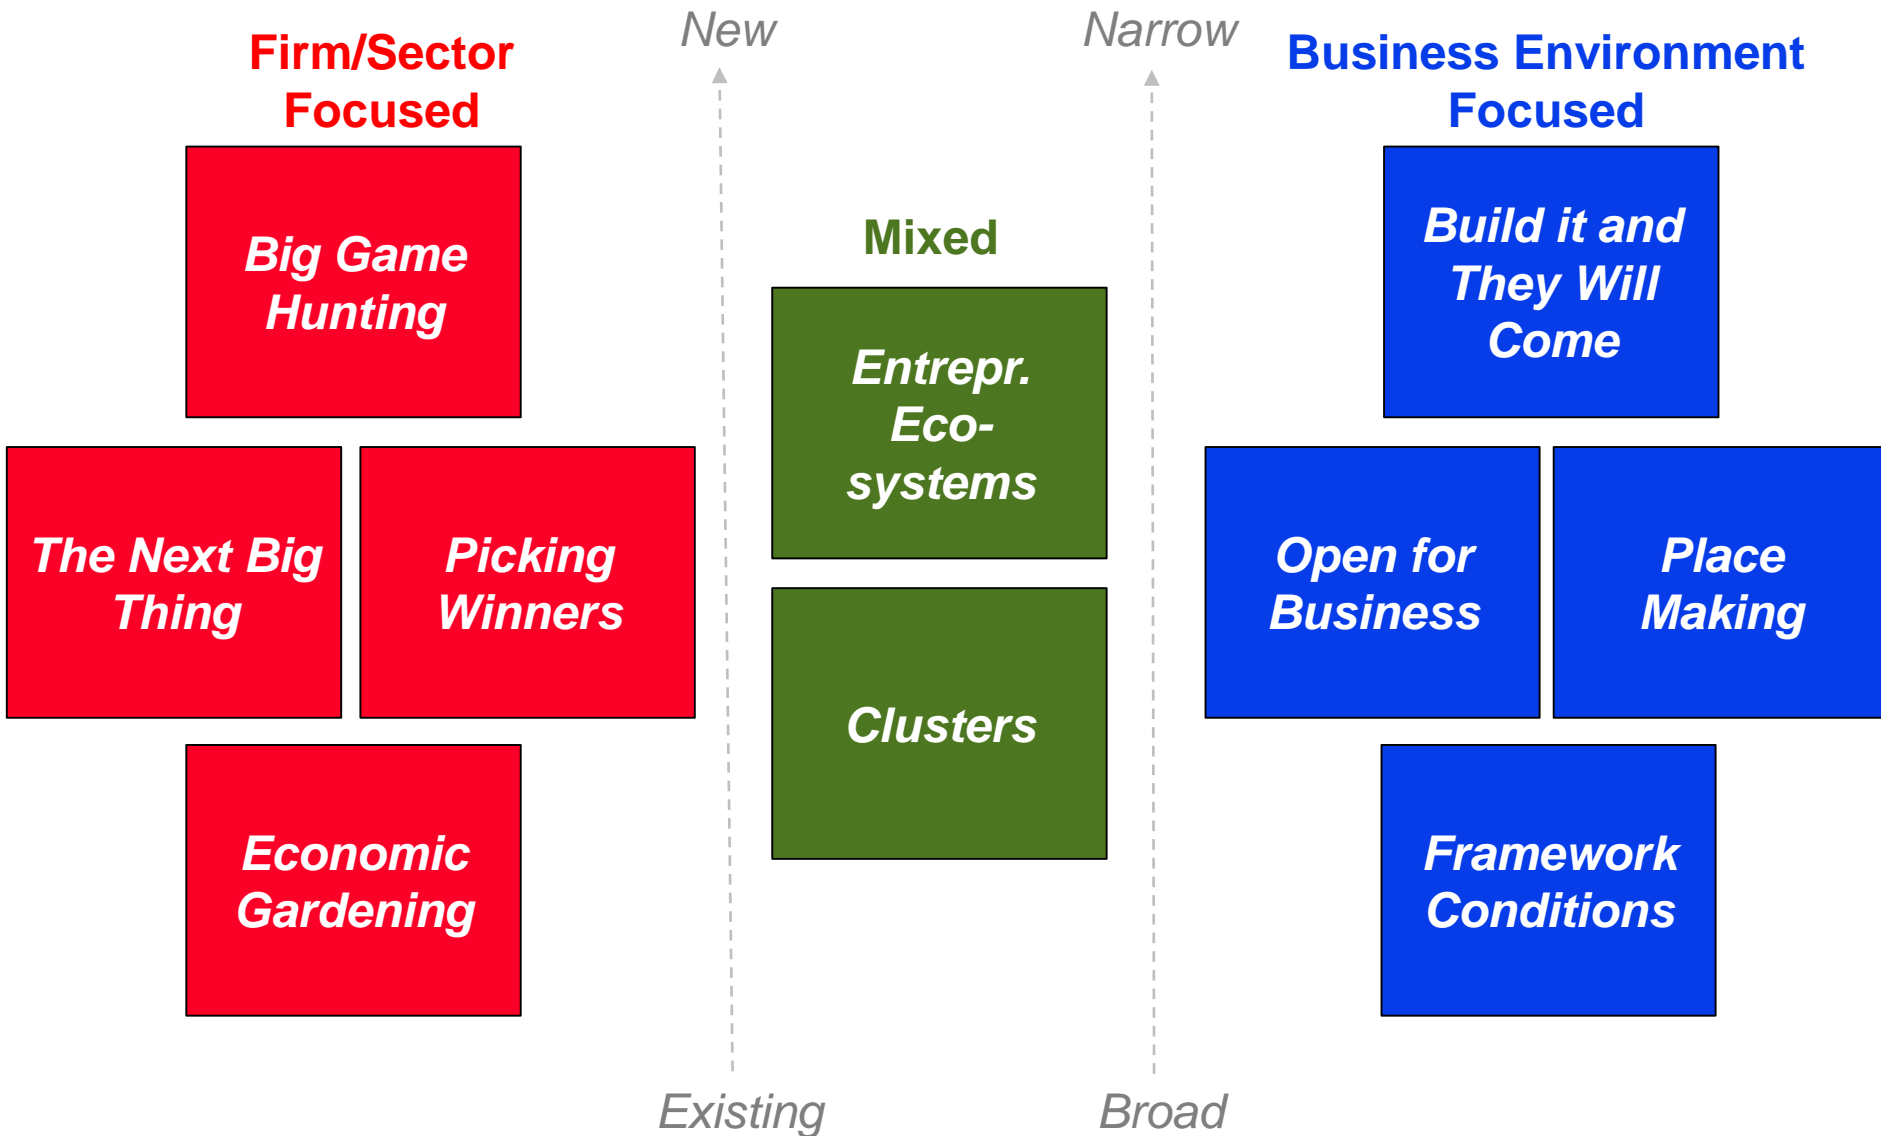 New
Narrow
Firm/Sector
Focused
Business Environment
Focused
Big Game
Hunting
Mixed
Build it and
They Will
Come
Entrepr.
Eco-
systems
The Next Big
Thing
Picking
Winners
Open for
Business
Place
Making
Clusters
Economic
Gardening
Framework
Conditions
Existing
Broad